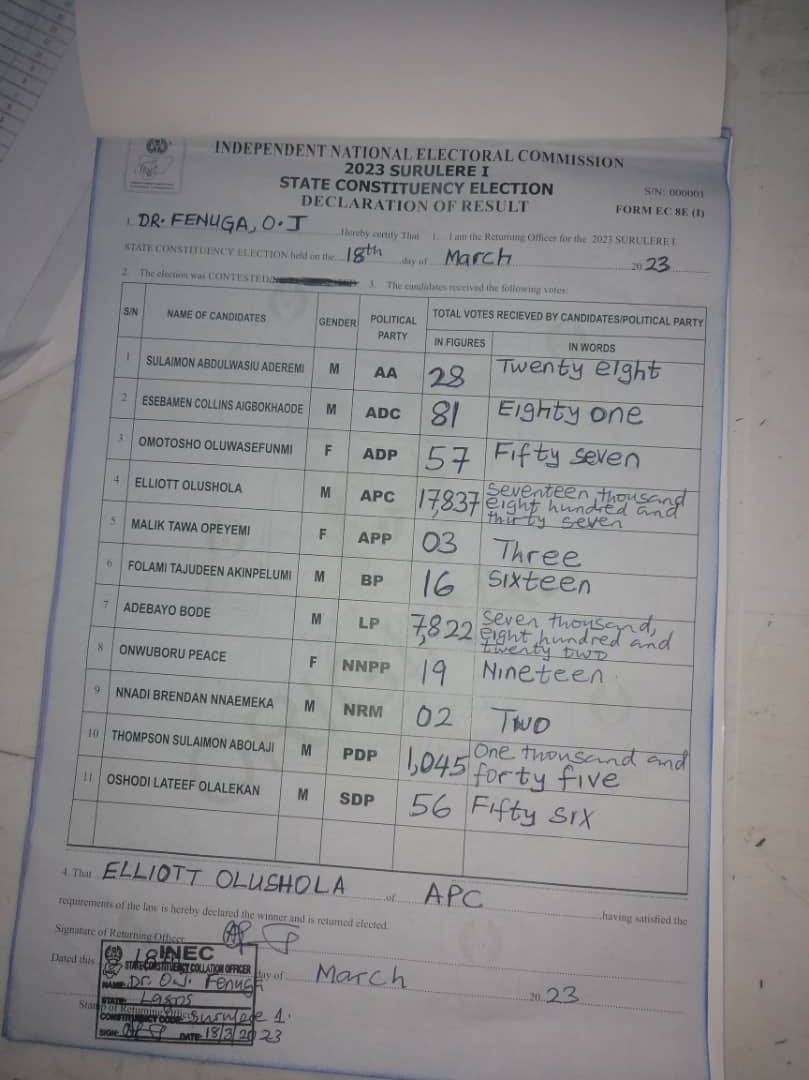 INDEPENDENT NATIONAL ELECTORAL COMMISSION
2023 SURULERE I
STATE CONSTITUENCY ELECTION
DECLARATION OF RESULT
S/N: 000001
FORM EC 8E (I)
1. DR. FENUGA, O.J Hereby certify That 1. I am the Returning Officer for the 2023 SURULERE I
STATE CONSTITUENCY ELECTION held on the 18th day of March 2023
2. The election was CONTESTED 3. The candidates received the following votes:
S/N NAME OF CANDIDATES GENDER POLITICAL PARTY TOTAL VOTES RECIEVED BY CANDIDATES/POLITICAL PARTY
IN FIGURES IN WORDS
1 SULAIMON ABDULWASIU ADEREMI M AA 28 Twenty eight
2 ESEBAMEN COLLINS AIGBOKHAODE M ADC 81 Eighty one
3 OMOTOSHO OLUWASEFUNMI F ADP 57 Fifty seven
4 ELLIOTT OLUSHOLA M APC 17,837 Seventeen thousand eight hundred and thirty seven
5 MALIK TAWA OPEYEMI F APP 03 Three
6 FOLAMI TAJUDEEN AKINPELUMI M BP 16 Sixteen
7 ADEBAYO BODE M LP 7,822 Seven thousand, eight hundred and twenty two
8 ONWUBORU PEACE F NNPP 19 Nineteen
9 NNADI BRENDAN NNAEMEKA M NRM 02 Two
10 THOMPSON SULAIMON ABOLAJI M PDP 1,045 One thousand and forty five
11 OSHODI LATEEF OLALEKAN M SDP 56 Fifty six
4. That ELLIOTT OLUSHOLA of APC having satisfied the
requirements of the law is hereby declared the winner and is returned elected.
Signature of Returning Officer
Dated this 18th day of March 2023
Stamp of Returning Officer
INEC
STATE CONSTITUENCY COLLATION OFFICER
NAME: Dr. O.J. Fenuga
STATE: Lagos
CONSTITUENCY CODE: Surulere 1.
SIGN: DATE: 18/3/2023